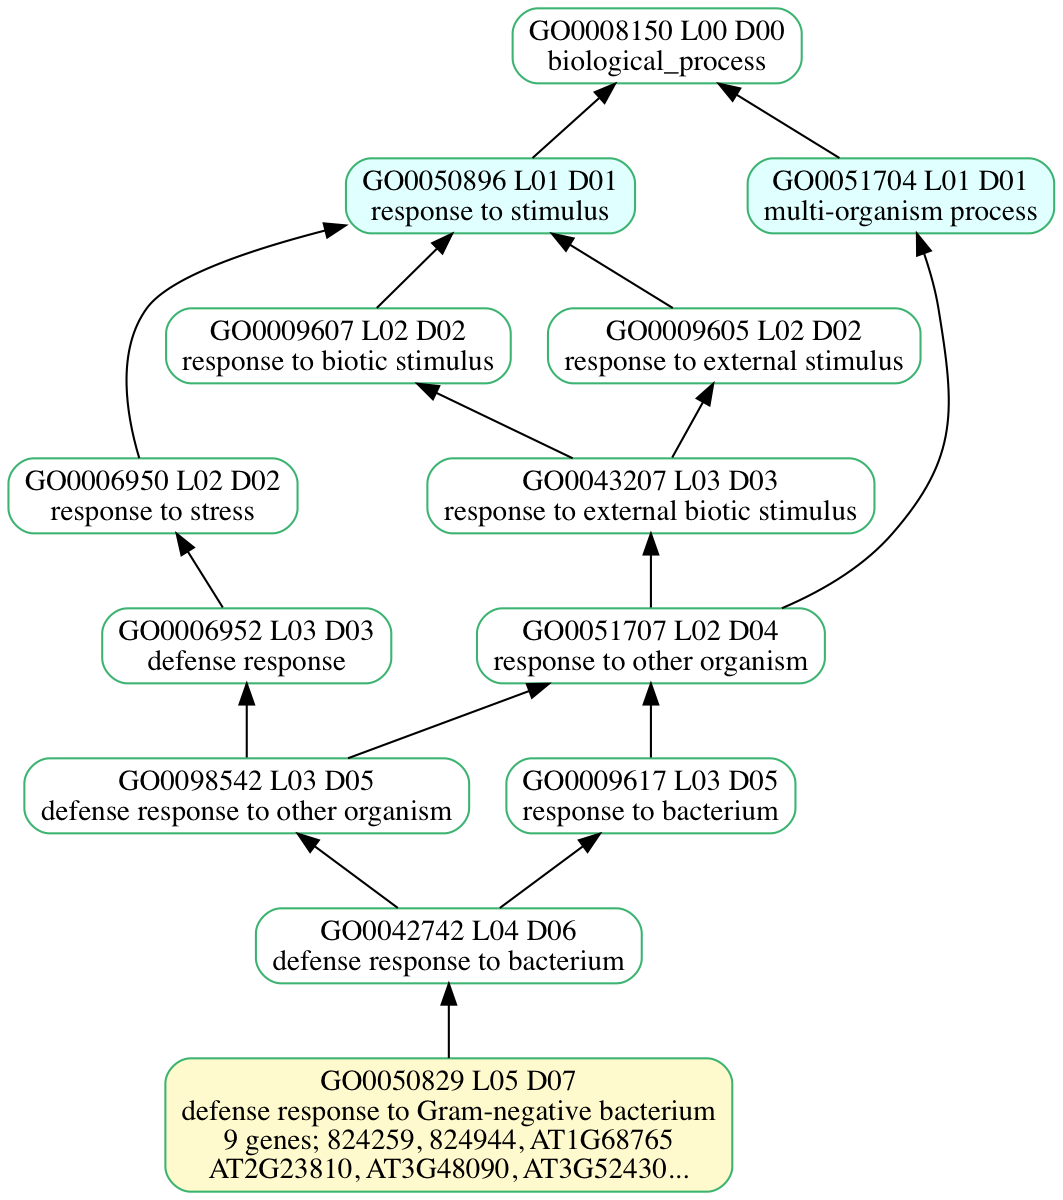 GO0008150 L00 D00
biological_process
GO0050896 L01 D01
response to stimulus
GO0051704 L01 D01
multi-organism process
GO0009607 L02 D02
response to biotic stimulus
GO0009605 L02 D02
response to external stimulus
GO0006950 L02 D02
response to stress
GO0043207 L03 D03
response to external biotic stimulus
GO0006952 L03 D03
defense response
GO0051707 L02 D04
response to other organism
GO0098542 L03 D05
defense response to other organism
GO0009617 L03 D05
response to bacterium
GO0042742 L04 D06
defense response to bacterium
GO0050829 L05 D07
defense response to Gram-negative bacterium
9 genes; 824259, 824944, AT1G68765
AT2G23810, AT3G48090, AT3G52430...